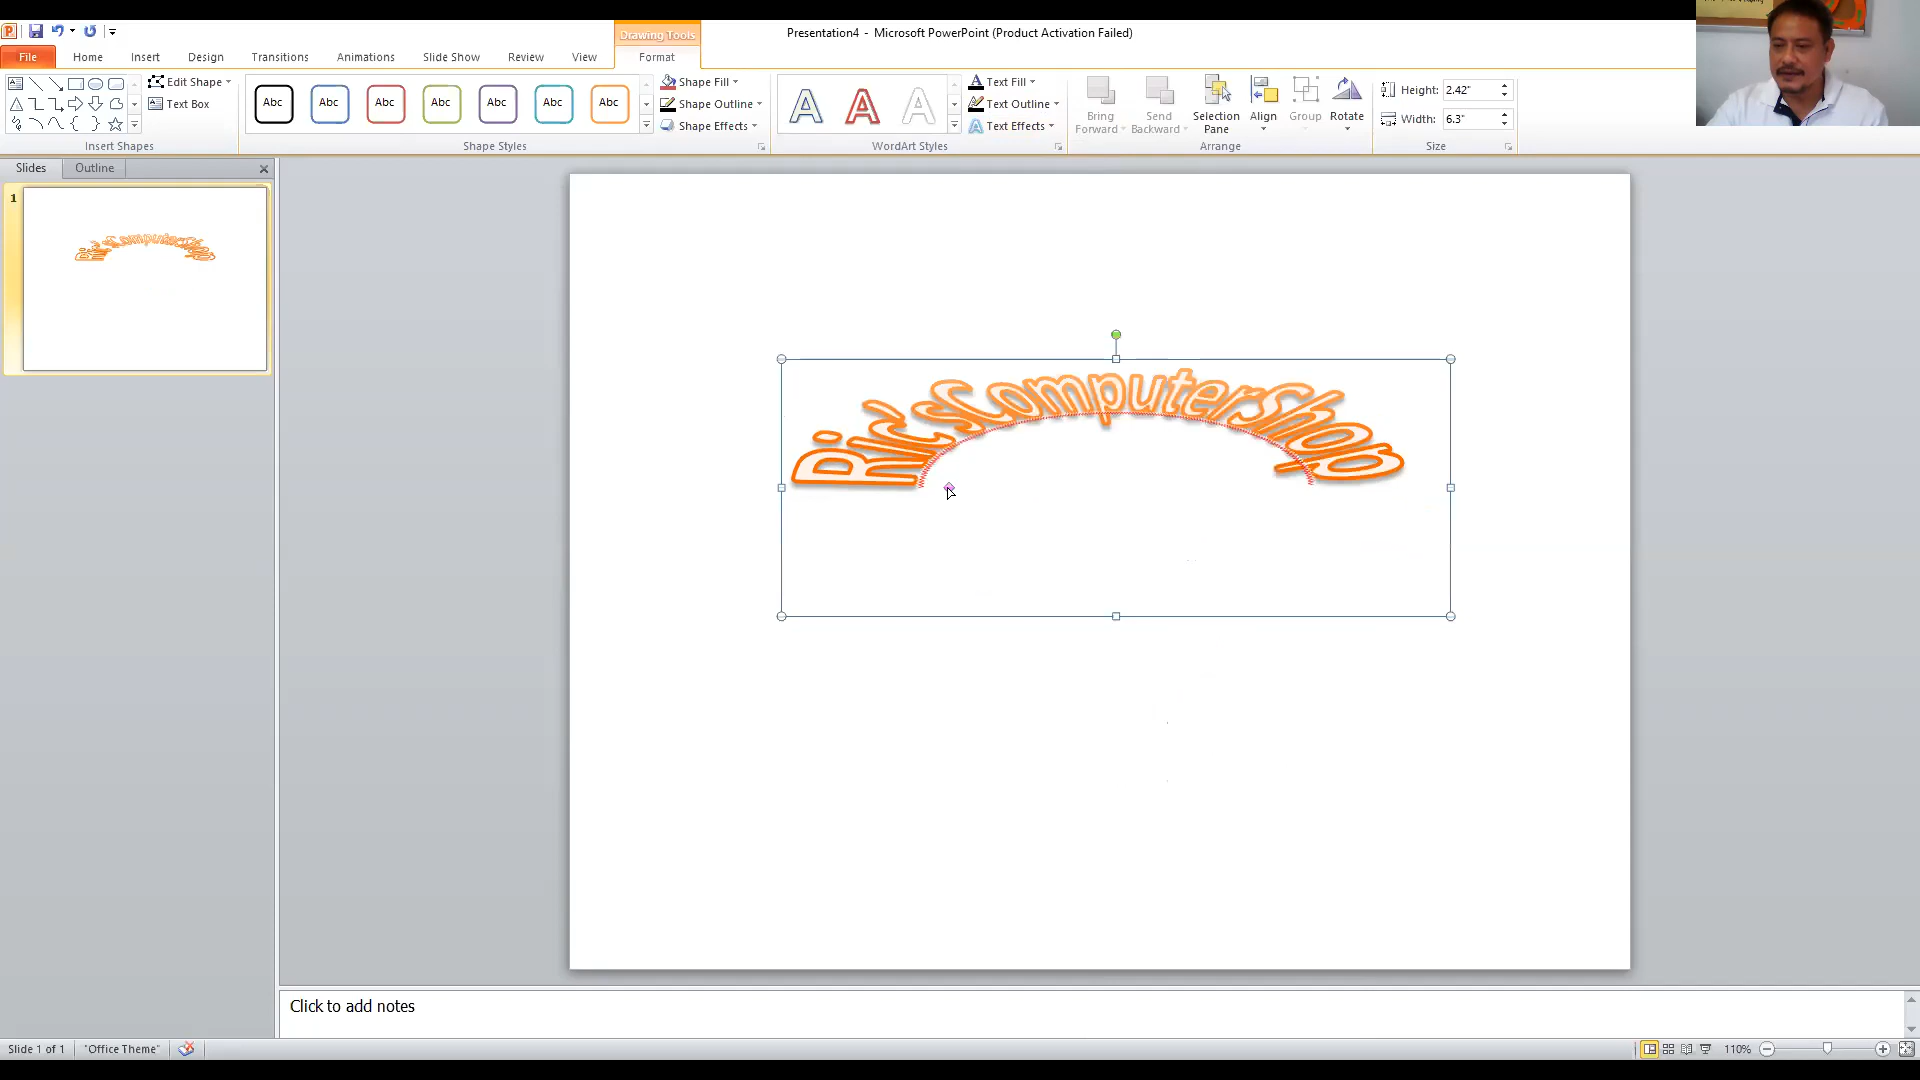 Presentation4 - Microsoft PowerPoint (Product Activation Failed)
Drawing Tools
File Home Insert Design Transitions Animations Slide Show Review View Format
Edit Shape
Text Box
Insert Shapes
Abc Abc Abc Abc Abc Abc Abc
Shape Fill
Shape Outline
Shape Effects
Shape Styles
A A A
Text Fill
Text Outline
Text Effects
WordArt Styles
Bring Forward
Send Backward
Selection Pane
Align
Group
Rotate
Arrange
Height: 2.42"
Width: 6.3"
Size
Slides Outline
1
Ric'sComputerShop
Ric'sComputerShop
Click to add notes
Slide 1 of 1 "Office Theme" 110%